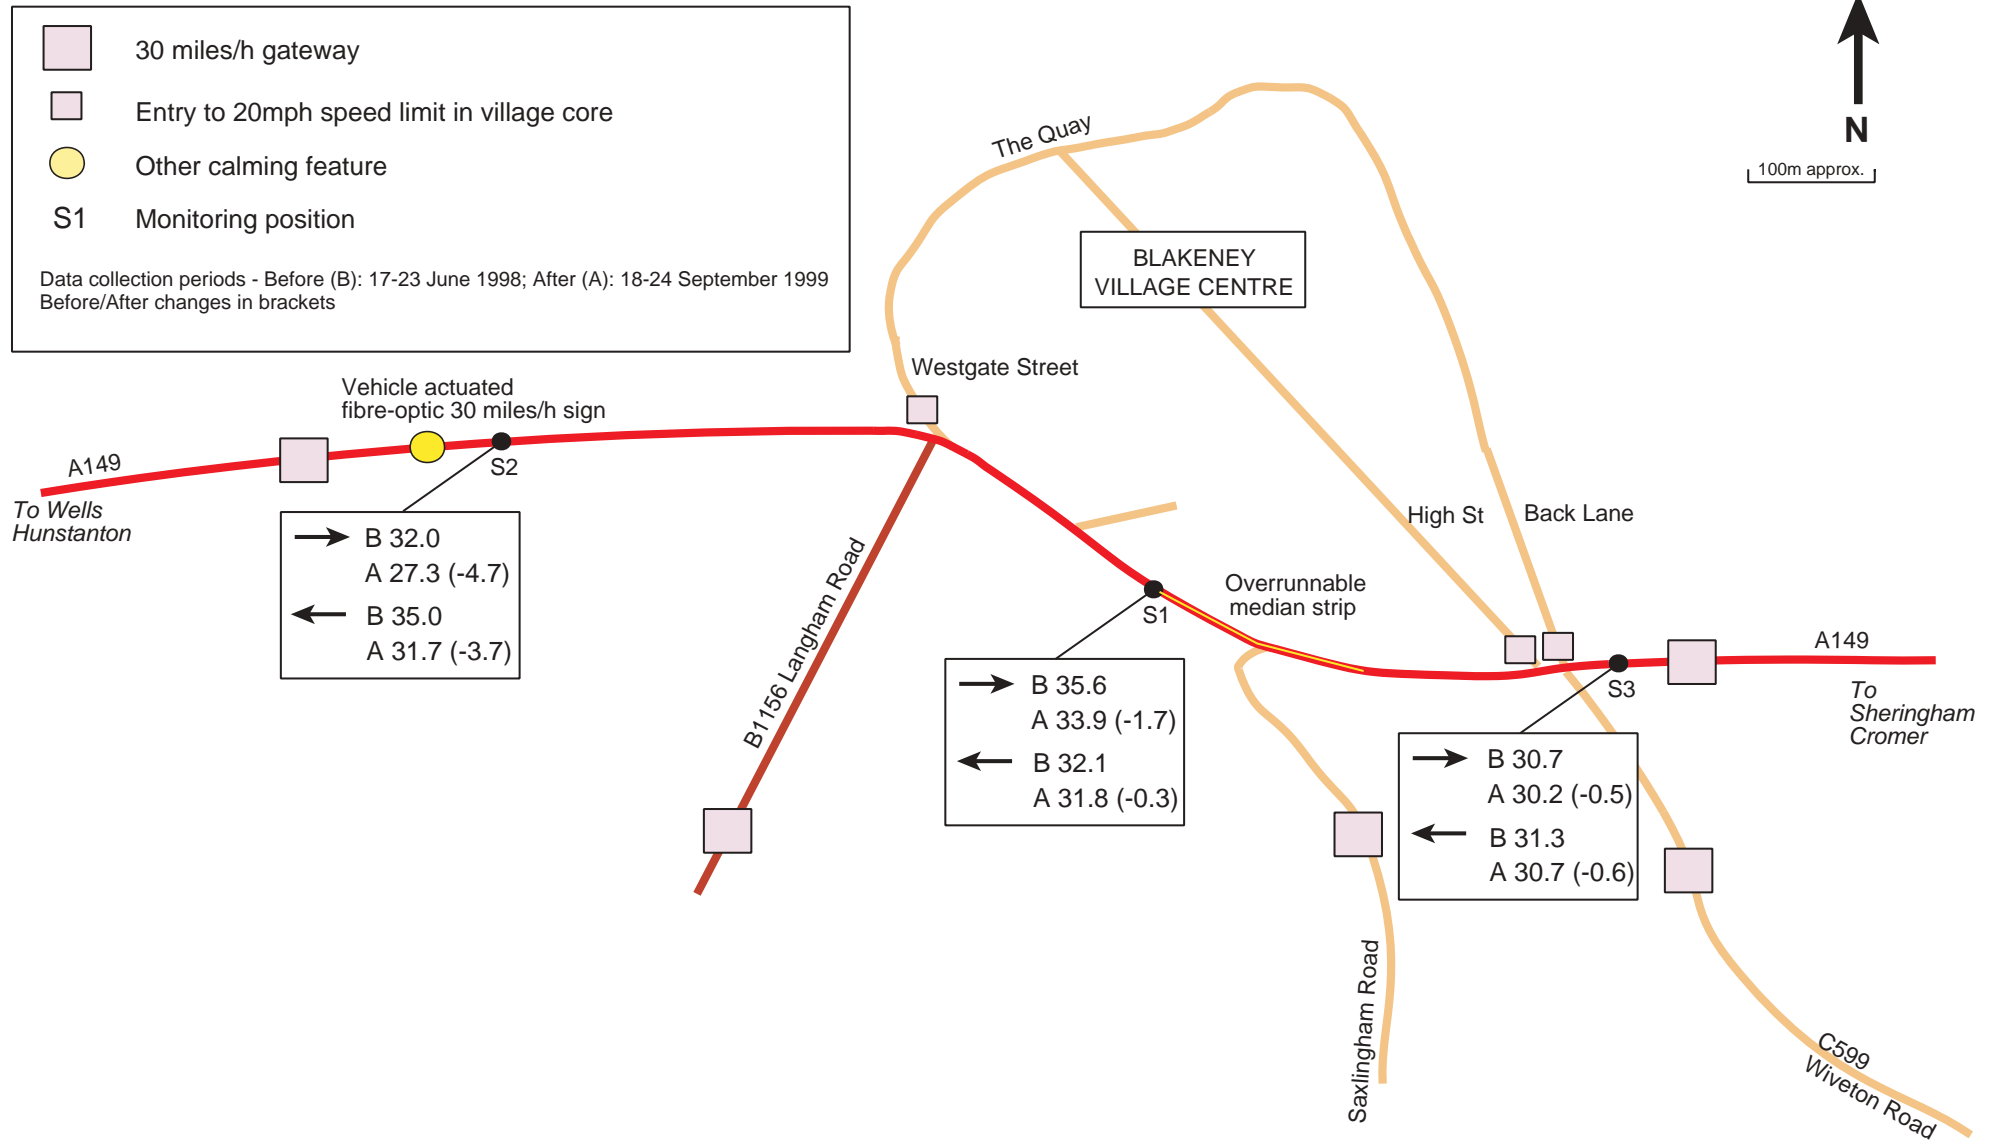 30 miles/h gateway
Entry to 20mph speed limit in village core
Other calming feature
S1 Monitoring position
Data collection periods - Before (B): 17-23 June 1998; After (A): 18-24 September 1999
Before/After changes in brackets
N
100m approx.
The Quay
BLAKENEY
VILLAGE CENTRE
Westgate Street
Vehicle actuated
fibre-optic 30 miles/h sign
A149
To Wells
Hunstanton
S2
B 32.0
A 27.3 (-4.7)
B 35.0
A 31.7 (-3.7)
B1156 Langham Road
High St
Back Lane
Overrunnable
median strip
S1
B 35.6
A 33.9 (-1.7)
B 32.1
A 31.8 (-0.3)
S3
A149
To
Sheringham
Cromer
B 30.7
A 30.2 (-0.5)
B 31.3
A 30.7 (-0.6)
Saxlingham Road
C599
Wiveton Road